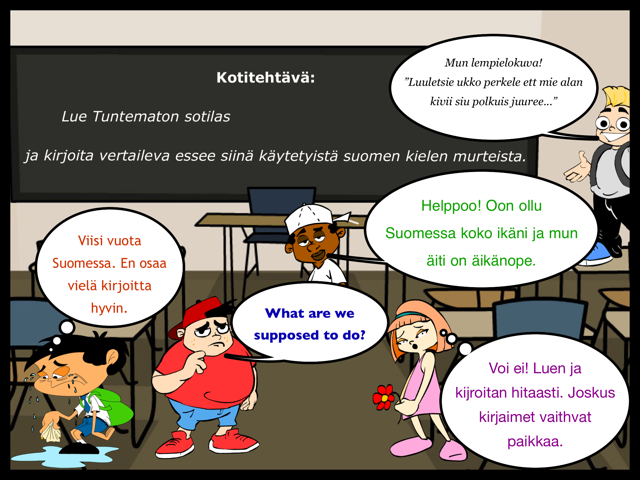 Kotitehtävä:
Lue Tuntematon sotilas
ja kirjoita vertaileva essee siinä käytetyistä suomen kielen murteista.
Mun lempielokuva!
"Luuletsie ukko perkele ett mie alan
kivii siu polkuis juuree..."
Helppoo! Oon ollu
Suomessa koko ikäni ja mun
äiti on äikänope.
Viisi vuota
Suomessa. En osaa
vielä kirjoitta
hyvin.
What are we
supposed to do?
Voi ei! Luen ja
kijroitan hitaasti. Joskus
kirjaimet vaithvat
paikkaa.